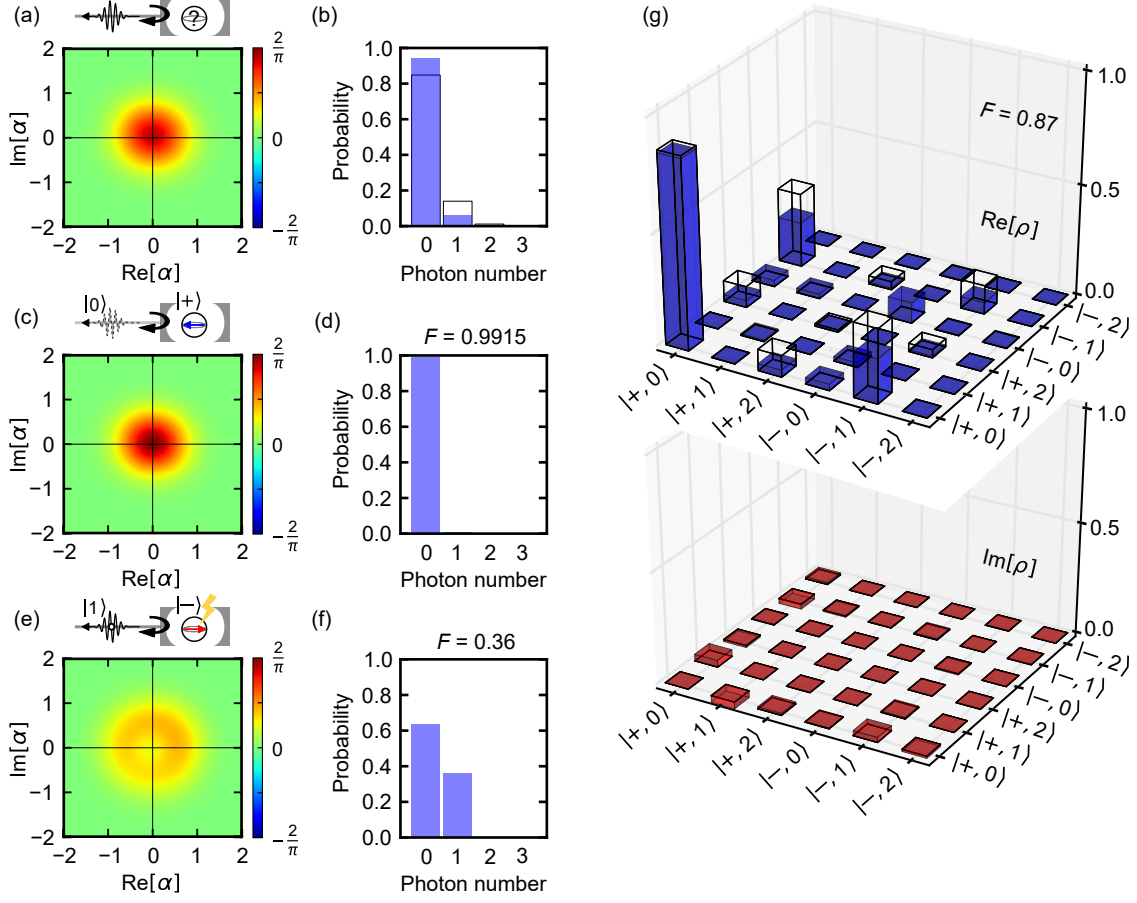 (a)
?
2
1
0
−1
−2
Im[α]
−2 −1 0 1 2
Re[α]
2/π
0
−2/π
(b)
1.0
0.8
0.6
0.4
0.2
0.0
Probability
0 1 2 3
Photon number
(c)
|0⟩
|+⟩
2
1
0
−1
−2
Im[α]
−2 −1 0 1 2
Re[α]
2/π
0
−2/π
(d)
F = 0.9915
1.0
0.8
0.6
0.4
0.2
0.0
Probability
0 1 2 3
Photon number
(e)
|1⟩
|−⟩
2
1
0
−1
−2
Im[α]
−2 −1 0 1 2
Re[α]
2/π
0
−2/π
(f)
F = 0.36
1.0
0.8
0.6
0.4
0.2
0.0
Probability
0 1 2 3
Photon number
(g)
F = 0.87
Re[ρ]
1.0
0.5
0.0
|+, 0⟩
|+, 1⟩
|+, 2⟩
|−, 0⟩
|−, 1⟩
|−, 2⟩
|−, 2⟩
|−, 1⟩
|−, 0⟩
|+, 2⟩
|+, 1⟩
|+, 0⟩
Im[ρ]
1.0
0.5
0.0
|+, 0⟩
|+, 1⟩
|+, 2⟩
|−, 0⟩
|−, 1⟩
|−, 2⟩
|−, 2⟩
|−, 1⟩
|−, 0⟩
|+, 2⟩
|+, 1⟩
|+, 0⟩